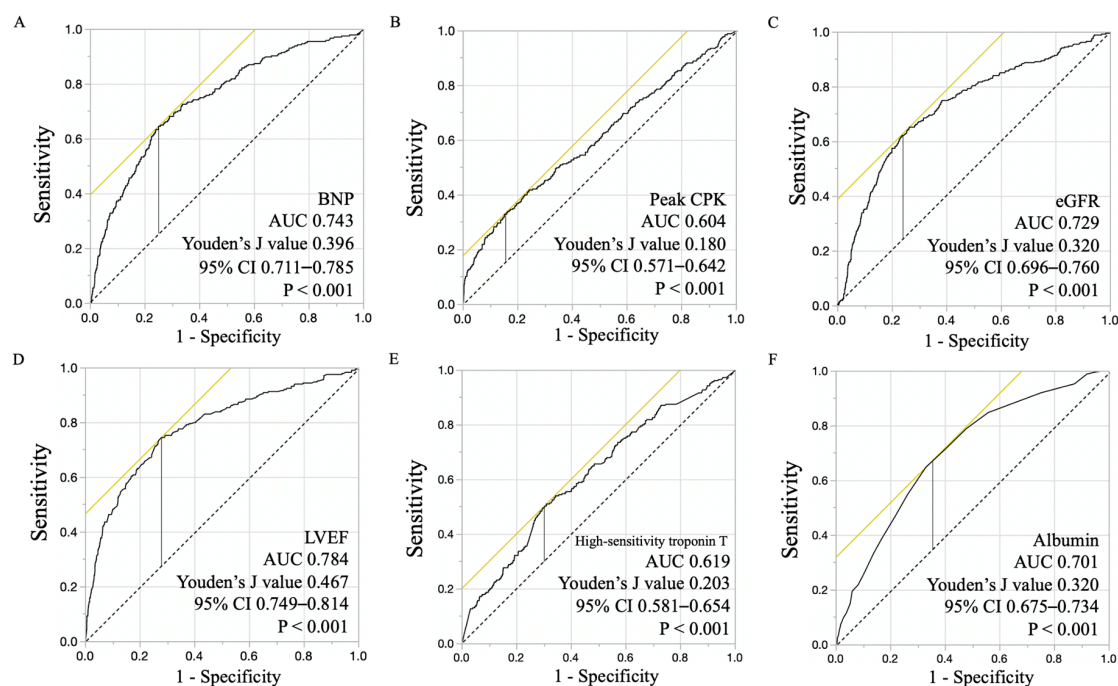 A
1.0
0.8
0.6
0.4
0.2
0.0
Sensitivity
BNP
AUC 0.743
Youden’s J value 0.396
95% CI 0.711–0.785
P < 0.001
0.0 0.2 0.4 0.6 0.8 1.0
1 - Specificity
B
1.0
0.8
0.6
0.4
0.2
0.0
Sensitivity
Peak CPK
AUC 0.604
Youden’s J value 0.180
95% CI 0.571–0.642
P < 0.001
0.0 0.2 0.4 0.6 0.8 1.0
1 - Specificity
C
1.0
0.8
0.6
0.4
0.2
0.0
Sensitivity
eGFR
AUC 0.729
Youden’s J value 0.320
95% CI 0.696–0.760
P < 0.001
0.0 0.2 0.4 0.6 0.8 1.0
1 - Specificity
D
1.0
0.8
0.6
0.4
0.2
0.0
Sensitivity
LVEF
AUC 0.784
Youden’s J value 0.467
95% CI 0.749–0.814
P < 0.001
0.0 0.2 0.4 0.6 0.8 1.0
1 - Specificity
E
1.0
0.8
0.6
0.4
0.2
0.0
Sensitivity
High-sensitivity troponin T
AUC 0.619
Youden’s J value 0.203
95% CI 0.581–0.654
P < 0.001
0.0 0.2 0.4 0.6 0.8 1.0
1 - Specificity
F
1.0
0.8
0.6
0.4
0.2
0.0
Sensitivity
Albumin
AUC 0.701
Youden’s J value 0.320
95% CI 0.675–0.734
P < 0.001
0.0 0.2 0.4 0.6 0.8 1.0
1 - Specificity